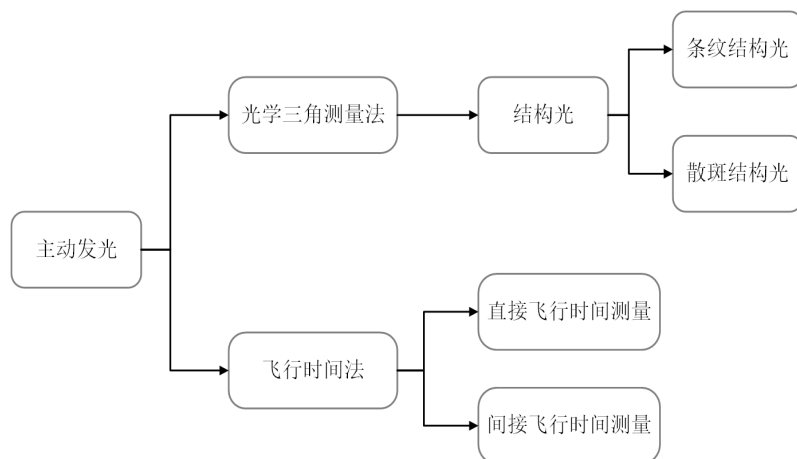 条纹结构光
光学三角测量法
结构光
散斑结构光
主动发光
直接飞行时间测量
飞行时间法
间接飞行时间测量